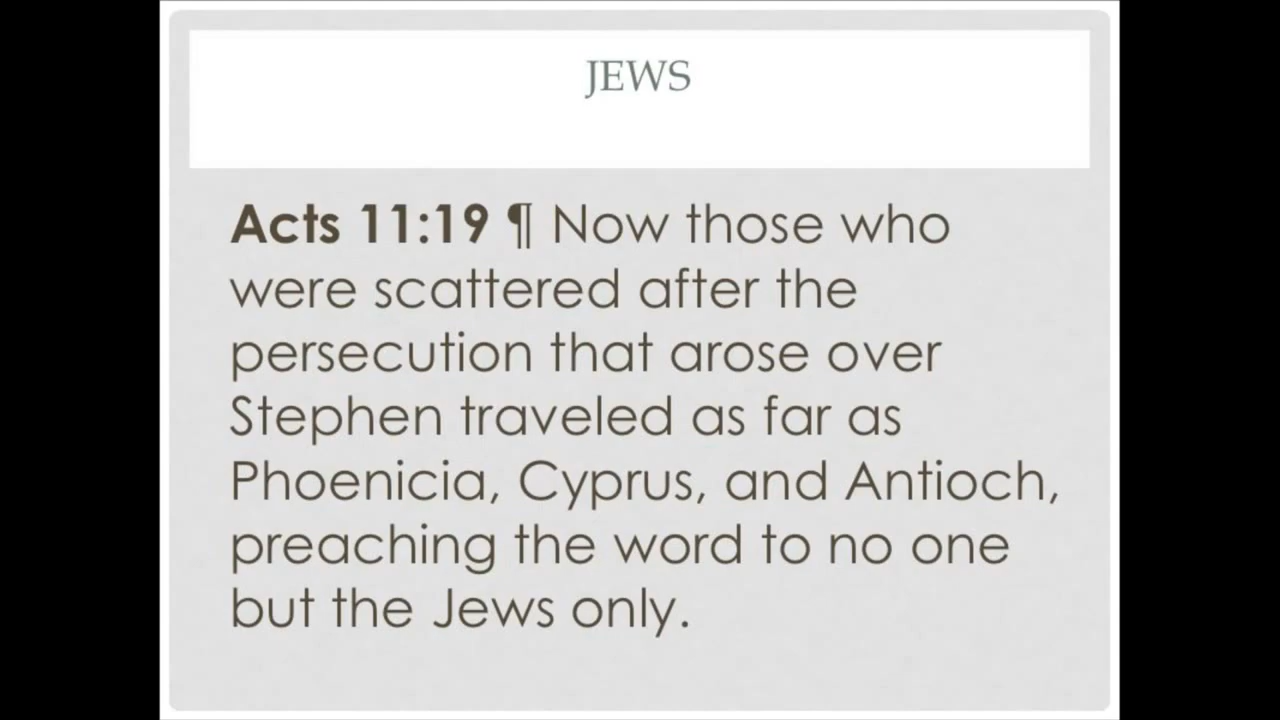 JEWS
Acts 11:19 ¶ Now those who
were scattered after the
persecution that arose over
Stephen traveled as far as
Phoenicia, Cyprus, and Antioch,
preaching the word to no one
but the Jews only.